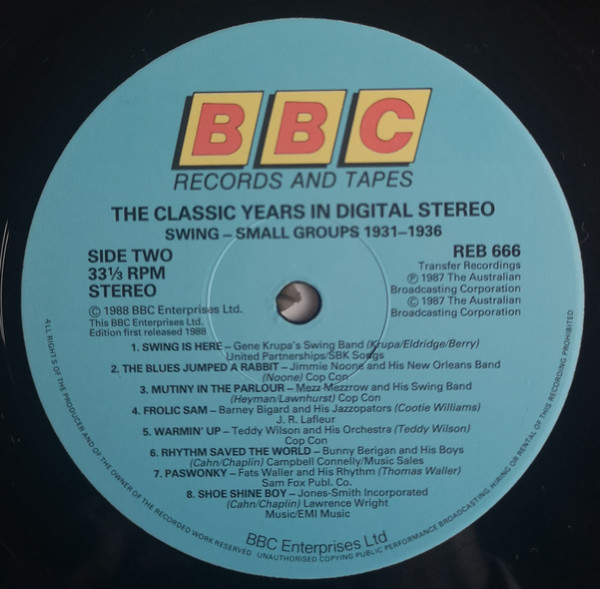 BBC
RECORDS AND TAPES
THE CLASSIC YEARS IN DIGITAL STEREO
SWING – SMALL GROUPS 1931–1936
SIDE TWO
33⅓ RPM
STEREO
Ⓒ 1988 BBC Enterprises Ltd.
This BBC Enterprises Ltd.
Edition first released 1988
REB 666
Transfer Recordings
Ⓟ 1987 The Australian
Broadcasting Corporation
Ⓒ 1987 The Australian
Broadcasting Corporation
1. SWING IS HERE – Gene Krupa's Swing Band (Krupa/Eldridge/Berry)
United Partnerships/SBK Songs
2. THE BLUES JUMPED A RABBIT – Jimmie Noone and His New Orleans Band
(Noone) Cop Con
3. MUTINY IN THE PARLOUR – Mezz Mezzrow and His Swing Band
(Heyman/Lawnhurst) Cop Con
4. FROLIC SAM – Barney Bigard and His Jazzopators (Cootie Williams)
J. R. Lafleur
5. WARMIN' UP – Teddy Wilson and His Orchestra (Teddy Wilson)
Cop Con
6. RHYTHM SAVED THE WORLD – Bunny Berigan and His Boys
(Cahn/Chaplin) Campbell Connelly/Music Sales
7. PASWONKY – Fats Waller and His Rhythm (Thomas Waller)
Sam Fox Publ. Co.
8. SHOE SHINE BOY – Jones-Smith Incorporated
(Cahn/Chaplin) Lawrence Wright
Music/EMI Music
BBC Enterprises Ltd
ALL RIGHTS OF THE PRODUCER AND OF THE OWNER OF THE RECORDED WORK RESERVED UNAUTHORISED COPYING PUBLIC PERFORMANCE BROADCASTING, HIRING OR RENTAL OF THIS RECORDING PROHIBITED